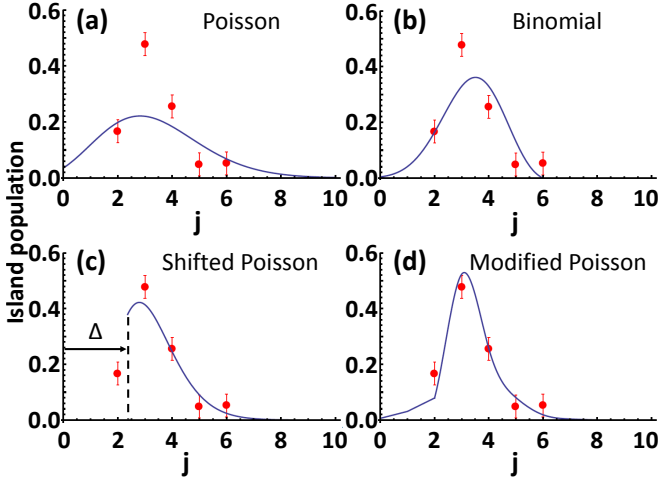 (a) Poisson
(b) Binomial
0.6
0.4
0.2
0.0
0 2 4 6 8 10
j
0.6
0.4
0.2
0.0
0 2 4 6 8 10
j
Island population
(c) Shifted Poisson
(d) Modified Poisson
0.6
0.4
0.2
0.0
Δ
0 2 4 6 8 10
j
0.6
0.4
0.2
0.0
0 2 4 6 8 10
j